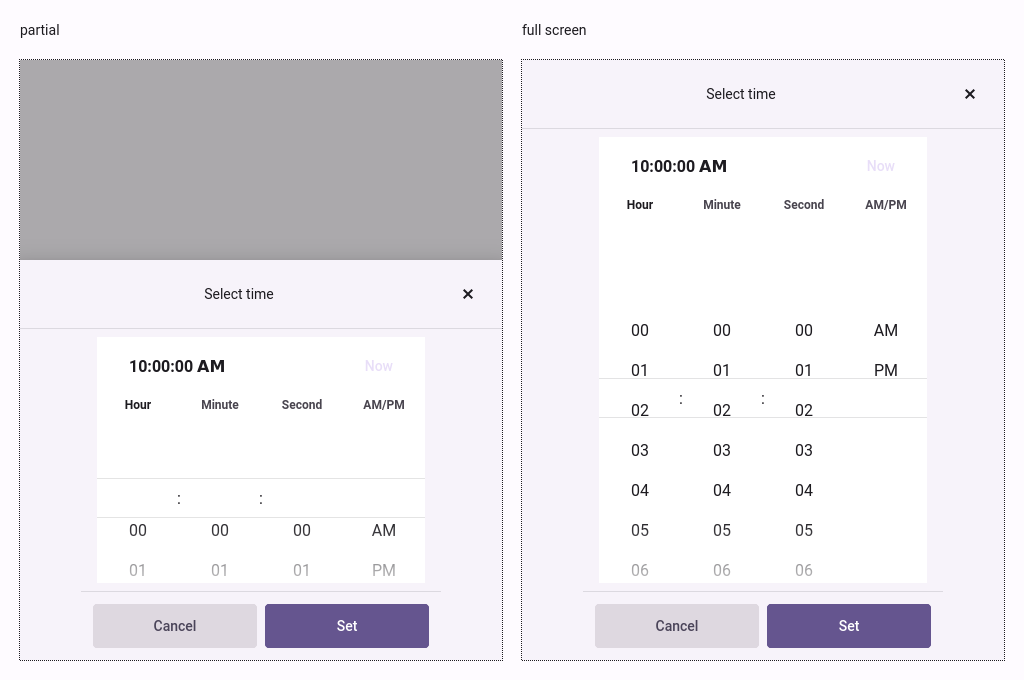 partial
Select time ×
10:00:00 AM Now
Hour Minute Second AM/PM
: :
00 00 00 AM
01 01 01 PM
Cancel Set
full screen
Select time ×
10:00:00 AM Now
Hour Minute Second AM/PM
00 00 00 AM
01 01 01 PM
: :
02 02 02
03 03 03
04 04 04
05 05 05
06 06 06
Cancel Set